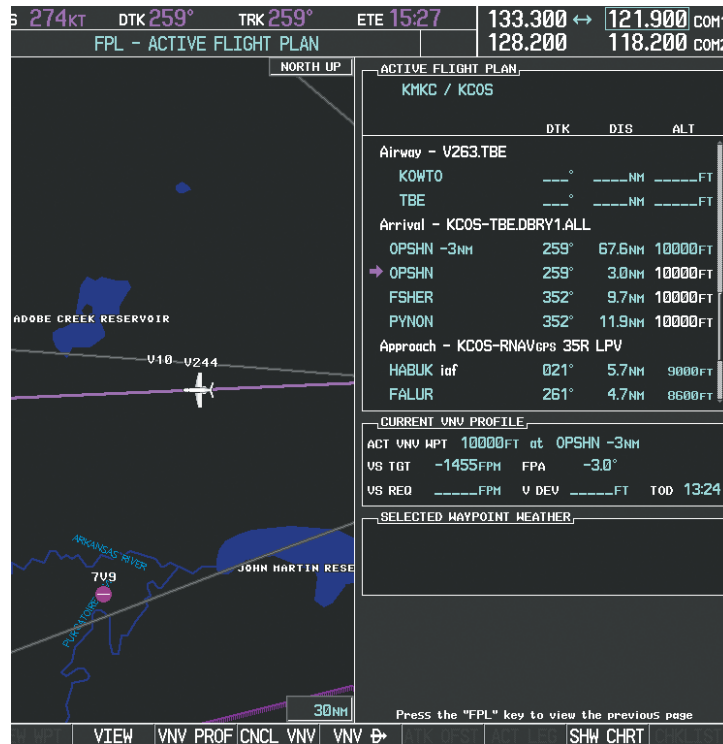 S 274KT DTK 259° TRK 259° ETE 15:27
133.300 ↔ 121.900 COM1
128.200 118.200 COM2
FPL – ACTIVE FLIGHT PLAN
NORTH UP
ADOBE CREEK RESERVOIR
V10 V244
ARKANSAS RIVER
JOHN MARTIN RESE
7V9
PURGATOIRE
30NM
ACTIVE FLIGHT PLAN
KMKC / KCOS
DTK DIS ALT
Airway – V263.TBE
KOWTO ___° ____NM _____FT
TBE ___° ____NM _____FT
Arrival – KCOS-TBE.DBRY1.ALL
OPSHN -3NM 259° 67.6NM 10000FT
OPSHN 259° 3.0NM 10000FT
FSHER 352° 9.7NM 10000FT
PYNON 352° 11.9NM 10000FT
Approach – KCOS-RNAVGPS 35R LPV
HABUK iaf 021° 5.7NM 9000FT
FALUR 261° 4.7NM 8600FT
CURRENT VNV PROFILE
ACT VNV WPT 10000FT at OPSHN -3NM
VS TGT -1455FPM FPA -3.0°
VS REQ _____FPM V DEV _____FT TOD 13:24
SELECTED WAYPOINT WEATHER
Press the "FPL" key to view the previous page
VIEW VNV PROF CNCL VNV VNV D→ ATK OFST ACT LEG SHW CHRT CHKLIST